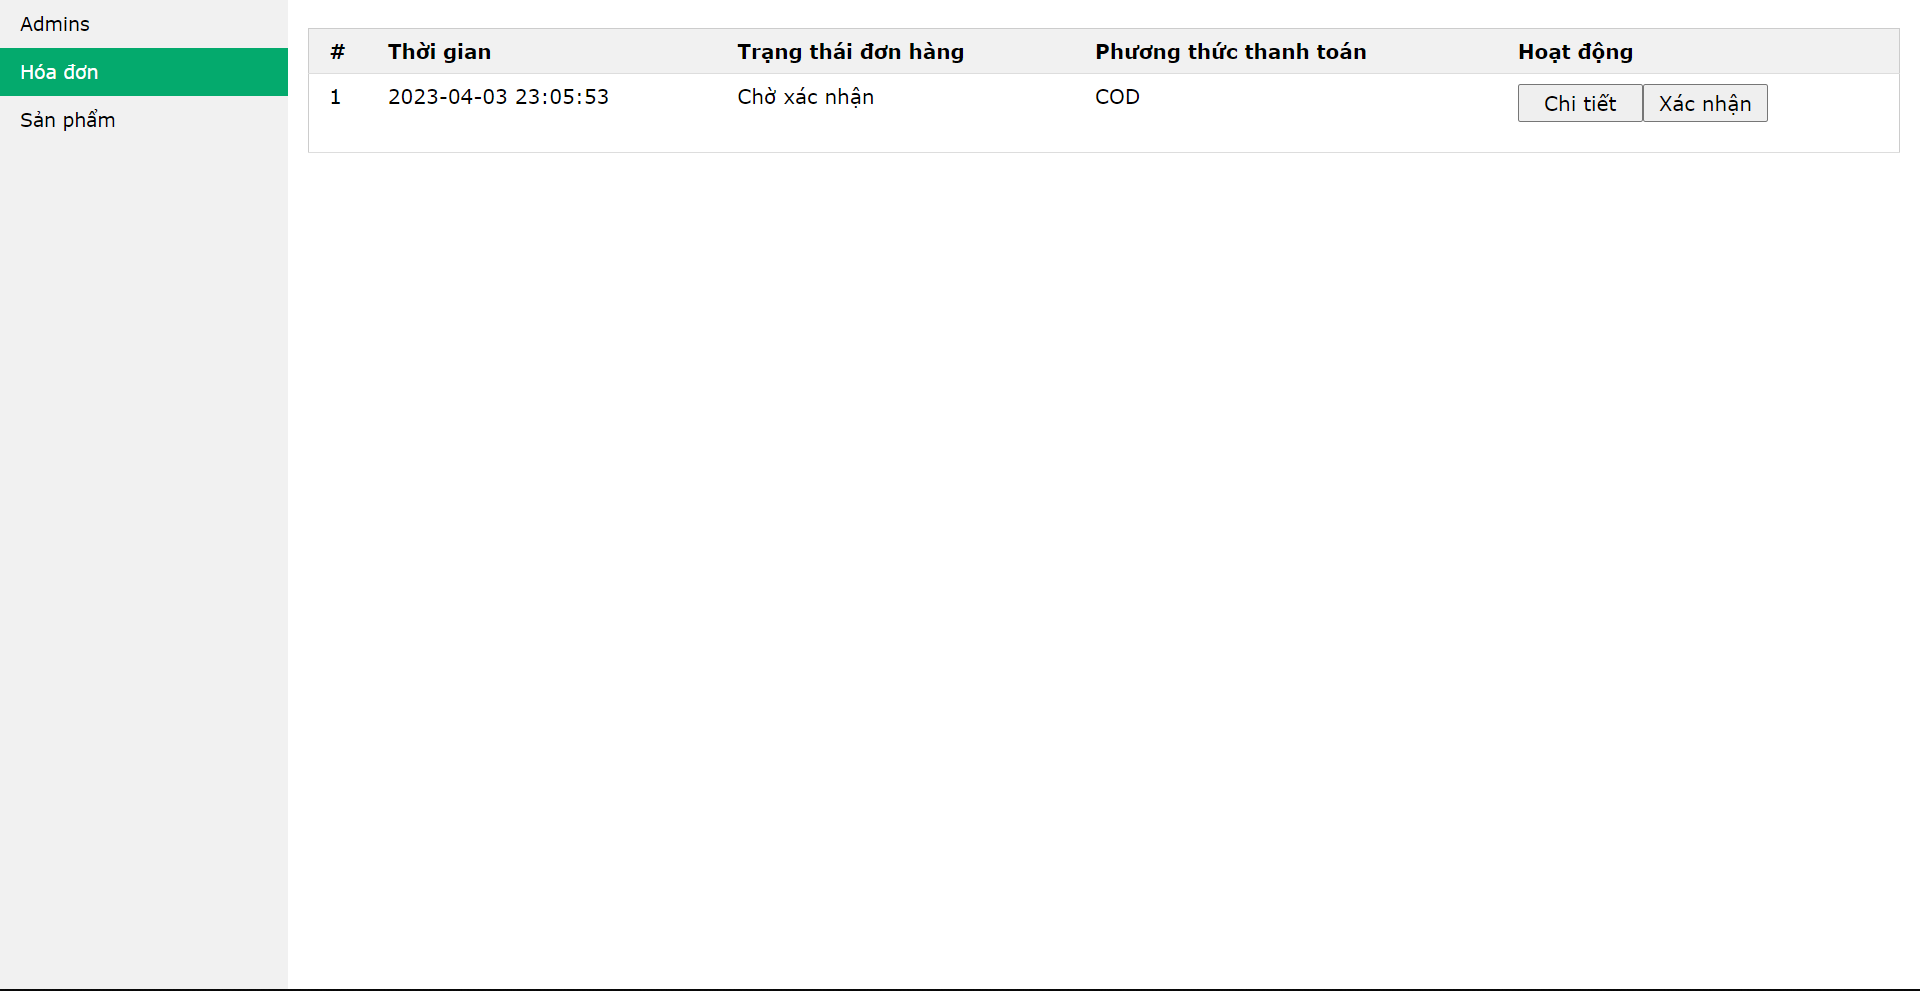 Admins
Hóa đơn
Sản phẩm
# Thời gian Trạng thái đơn hàng Phương thức thanh toán Hoạt động
1 2023-04-03 23:05:53 Chờ xác nhận COD Chi tiết Xác nhận